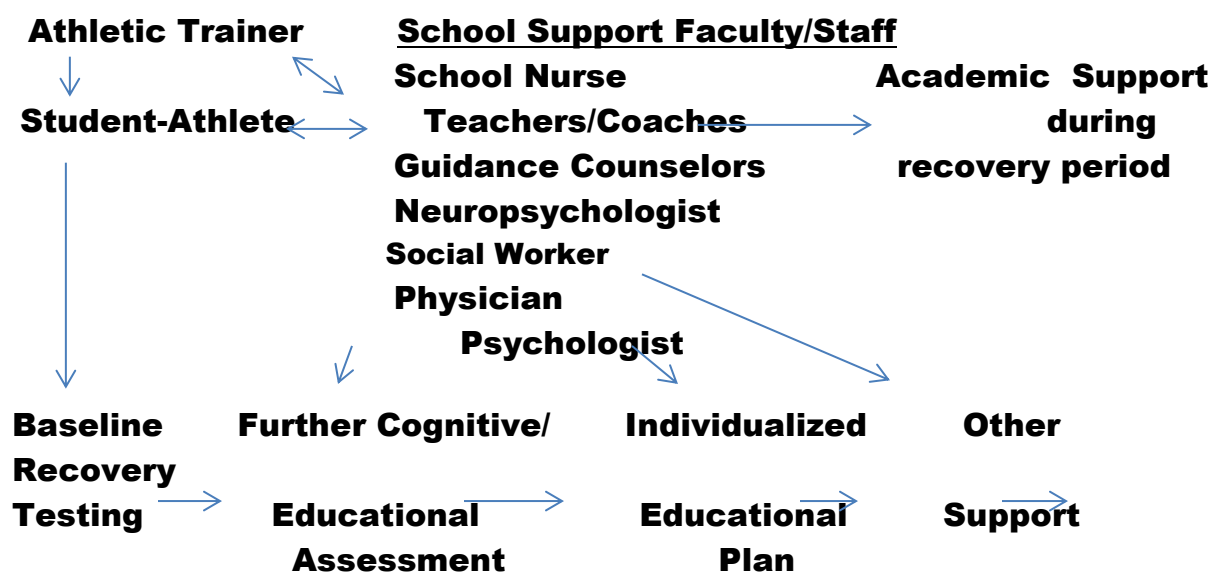 Athletic Trainer School Support Faculty/Staff
School Nurse Academic Support
Student-Athlete Teachers/Coaches during
Guidance Counselors recovery period
Neuropsychologist
Social Worker
Physician
Psychologist
Baseline Further Cognitive/ Individualized Other
Recovery
Testing Educational Educational Support
Assessment Plan